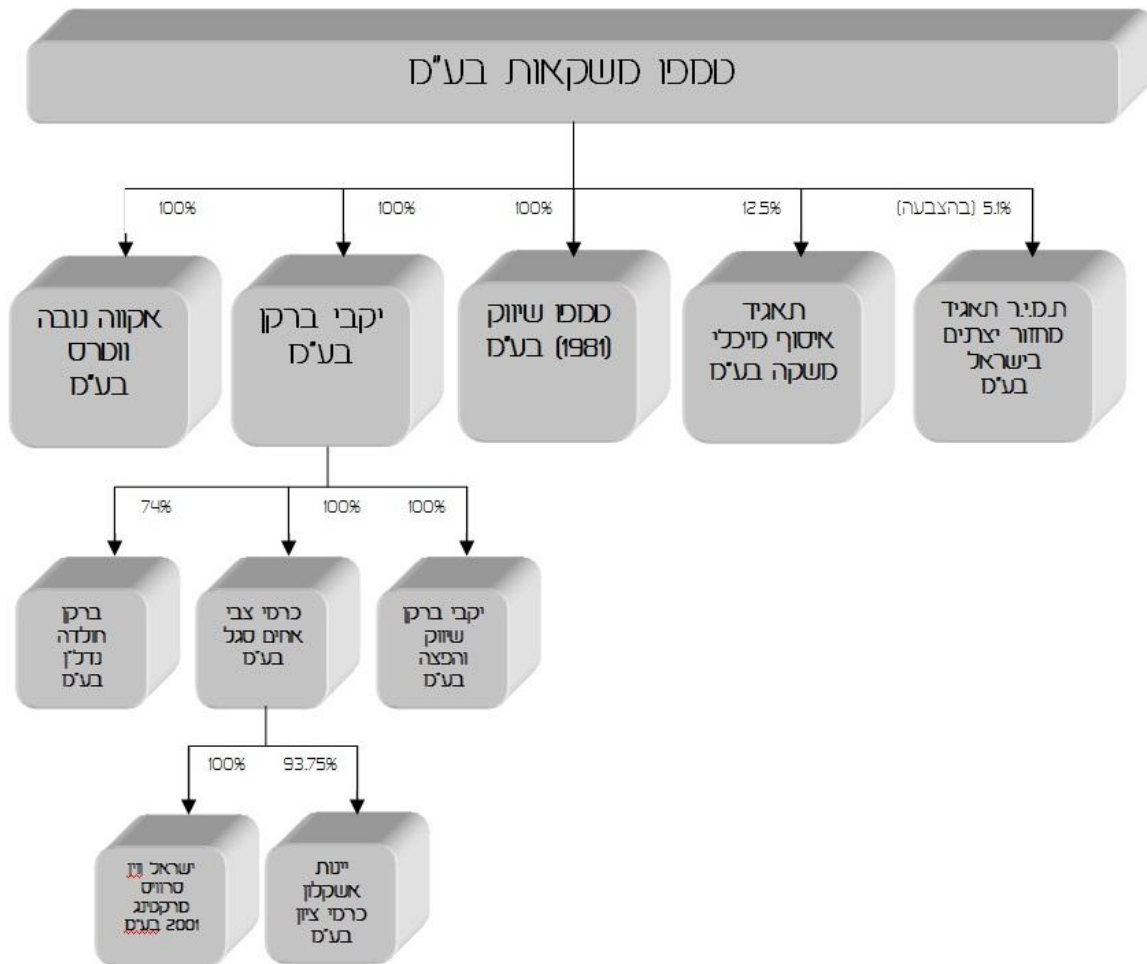 טמפו משקאות בע"מ
5.1% (בהצבעה)
12.5%
100%
100%
100%
ת.מ.י.ר תאגיד
מחזור יצרנים
בישראל
בע"מ
תאגיד
איסוף מיכלי
משקה בע"מ
טמפו שיווק
(1981) בע"מ
יקבי ברקן
בע"מ
אקווה נובה
ווטרס
בע"מ
100%
100%
74%
יקבי ברקן
שיווק
והפצה
בע"מ
כרמי צבי
אחים סגל
בע"מ
ברקן
חולדה
נדל"ן
בע"מ
93.75%
100%
יינות
אשקלון
כרמי ציון
בע"מ
ישראל ווין
סרוויס
מרקטינג
2001 בע"מ